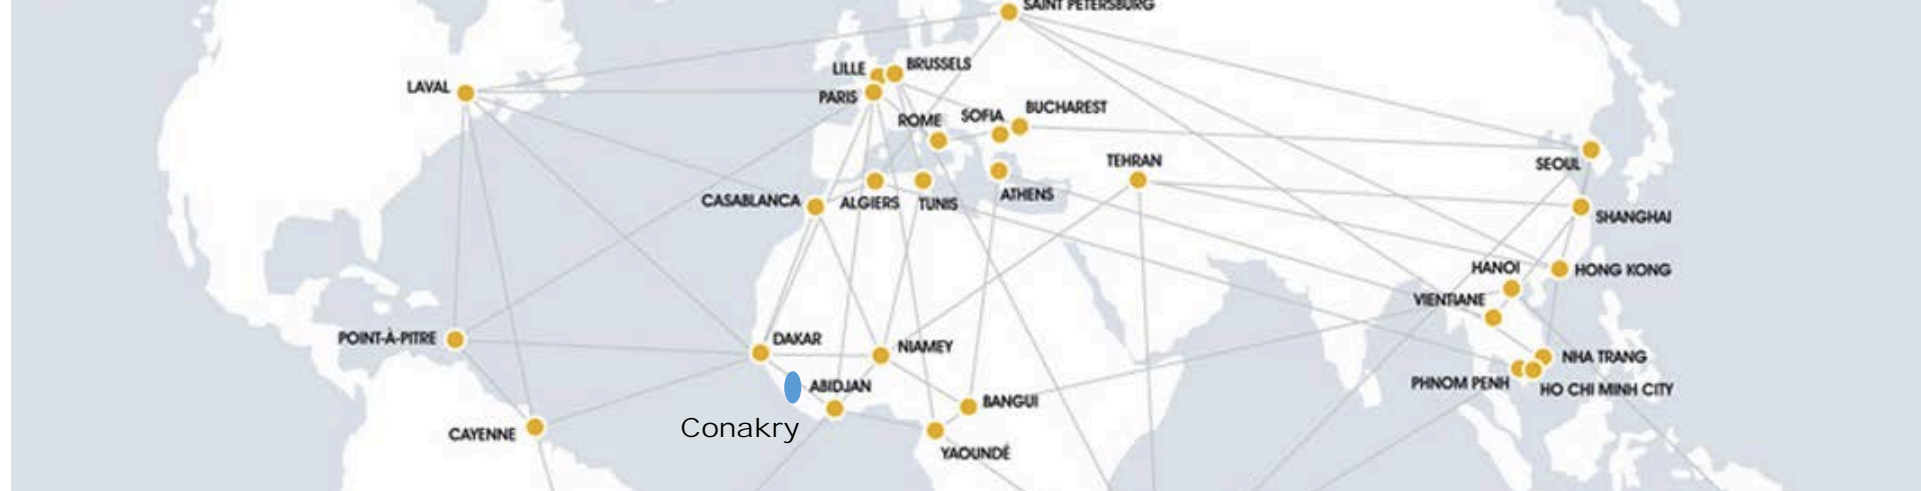 SAINT PETERSBURG
LILLE
BRUSSELS
LAVAL
PARIS
ROME
SOFIA
BUCHAREST
TEHRAN
SEOUL
CASABLANCA
ALGIERS
TUNIS
ATHENS
SHANGHAI
HANOI
HONG KONG
VIENTIANE
POINT-À-PITRE
DAKAR
NIAMEY
NHA TRANG
ABIDJAN
PHNOM PENH
HO CHI MINH CITY
BANGUI
Conakry
CAYENNE
YAOUNDÉ